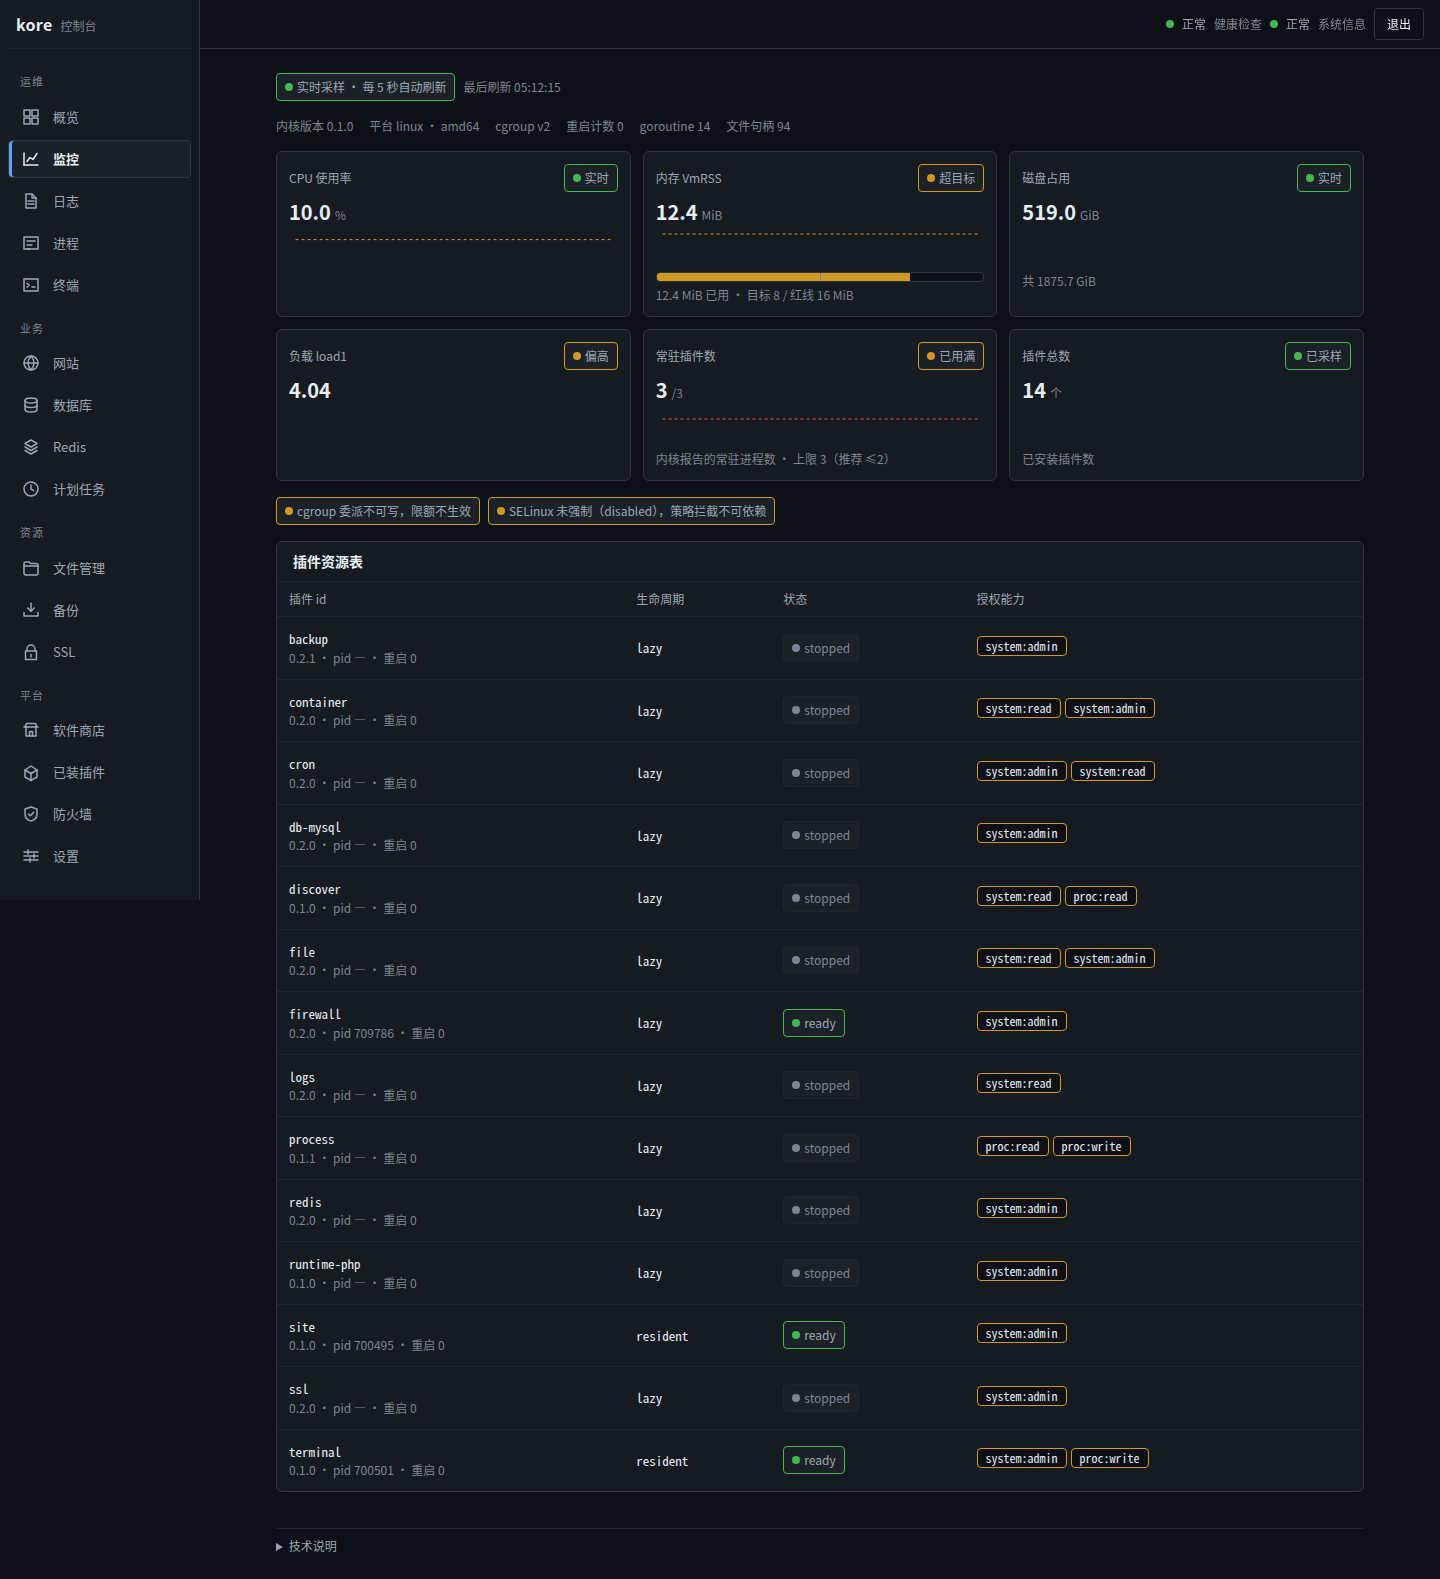 kore 控制台
正常 健康检查 正常 系统信息 退出
运维
概览
监控
日志
进程
终端
业务
网站
数据库
Redis
计划任务
资源
文件管理
备份
SSL
平台
软件商店
已装插件
防火墙
设置
实时采样 · 每 5 秒自动刷新 最后刷新 05:12:15
内核版本 0.1.0 平台 linux · amd64 cgroup v2 重启计数 0 goroutine 14 文件句柄 94
CPU 使用率 实时
10.0 %
内存 VmRSS 超目标
12.4 MiB
12.4 MiB 已用 · 目标 8 / 红线 16 MiB
磁盘占用 实时
519.0 GiB
共 1875.7 GiB
负载 load1 偏高
4.04
常驻插件数 已用满
3 /3
内核报告的常驻进程数 · 上限 3（推荐 ≤2）
插件总数 已采样
14 个
已安装插件数
cgroup 委派不可写，限额不生效 SELinux 未强制（disabled），策略拦截不可依赖
插件资源表
插件 id 生命周期 状态 授权能力
backup
0.2.1 · pid — · 重启 0
lazy stopped system:admin
container
0.2.0 · pid — · 重启 0
lazy stopped system:read system:admin
cron
0.2.0 · pid — · 重启 0
lazy stopped system:admin system:read
db-mysql
0.2.0 · pid — · 重启 0
lazy stopped system:admin
discover
0.1.0 · pid — · 重启 0
lazy stopped system:read proc:read
file
0.2.0 · pid — · 重启 0
lazy stopped system:read system:admin
firewall
0.2.0 · pid 709786 · 重启 0
lazy ready system:admin
logs
0.2.0 · pid — · 重启 0
lazy stopped system:read
process
0.1.1 · pid — · 重启 0
lazy stopped proc:read proc:write
redis
0.2.0 · pid — · 重启 0
lazy stopped system:admin
runtime-php
0.1.0 · pid — · 重启 0
lazy stopped system:admin
site
0.1.0 · pid 700495 · 重启 0
resident ready system:admin
ssl
0.2.0 · pid — · 重启 0
lazy stopped system:admin
terminal
0.1.0 · pid 700501 · 重启 0
resident ready system:admin proc:write
技术说明